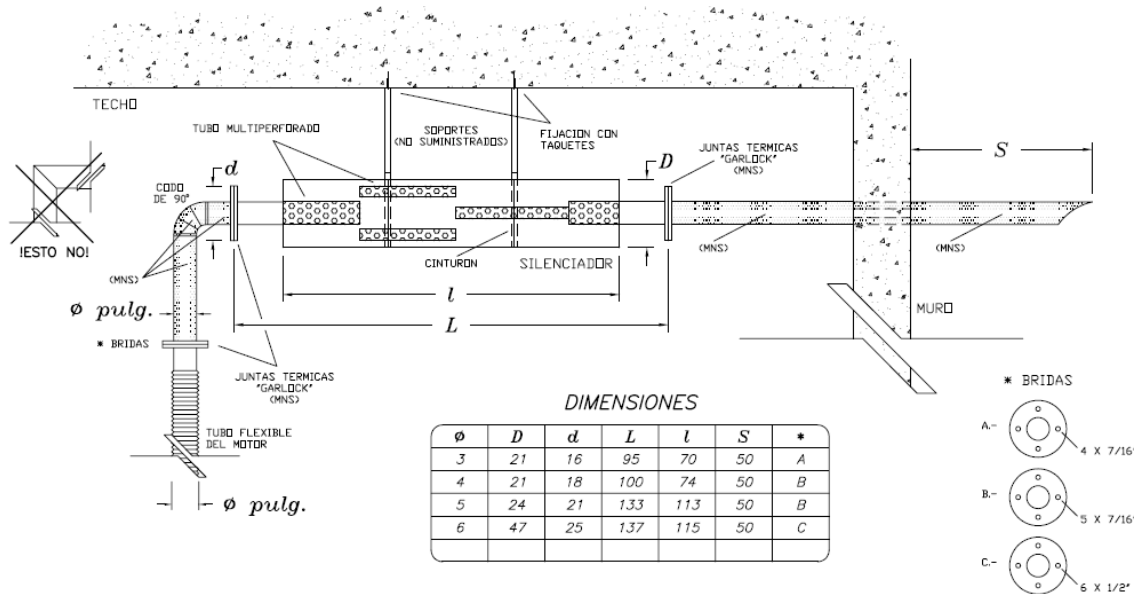 TECHO
TUBO MULTIPERFORADO
SOPORTES
(NO SUMINISTRADOS)
FIJACION CON
TAQUETES
JUNTAS TERMICAS
"GARLOCK"
(MNS)
S
D
d
CODO
DE 90°
!ESTO NO!
(MNS)
CINTURON
SILENCIADOR
(MNS)
(MNS)
l
L
ø pulg.
MURO
* BRIDAS
JUNTAS TERMICAS
"GARLOCK"
(MNS)
TUBO FLEXIBLE
DEL MOTOR
ø pulg.
DIMENSIONES
ø D d L l S *
3 21 16 95 70 50 A
4 21 18 100 74 50 B
5 24 21 133 113 50 B
6 47 25 137 115 50 C
* BRIDAS
A.-
4 X 7/16"
B.-
5 X 7/16"
C.-
6 X 1/2"